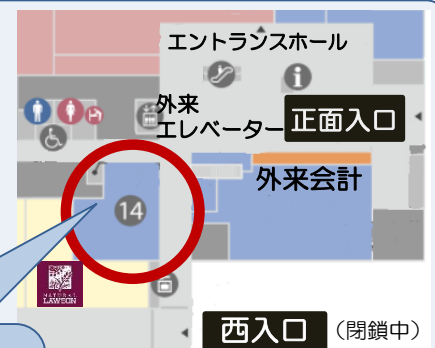 エントランスホール
外来
エレベーター
正面入口
外来会計
14
NATURAL
LAWSON
西入口
（閉鎖中）